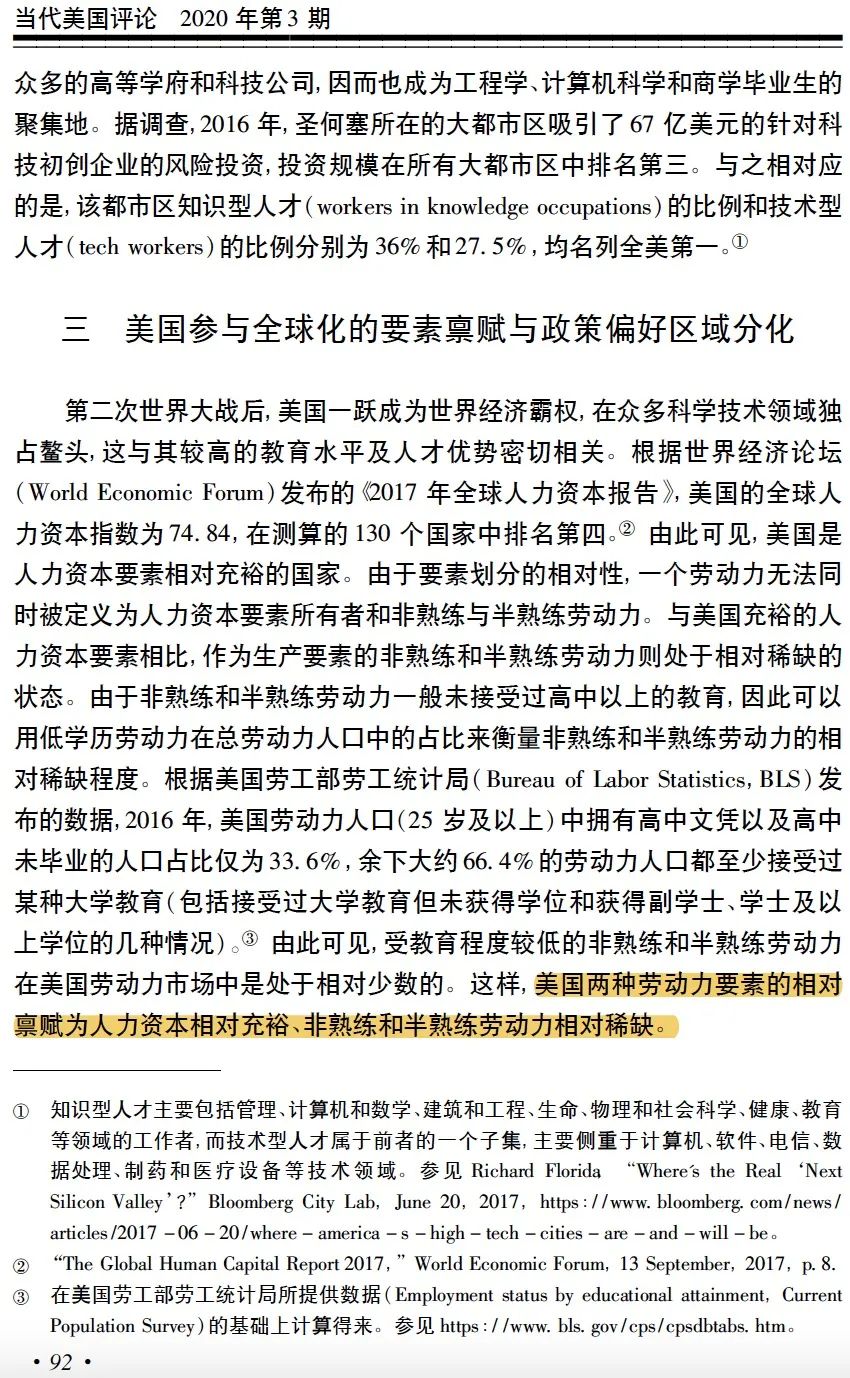 当代美国评论 2020 年第 3 期
众多的高等学府和科技公司,因而也成为工程学、计算机科学和商学毕业生的
聚集地。据调查,2016 年,圣何塞所在的大都市区吸引了 67 亿美元的针对科
技初创企业的风险投资,投资规模在所有大都市区中排名第三。与之相对应
的是,该都市区知识型人才(workers in knowledge occupations)的比例和技术型
人才(tech workers)的比例分别为 36% 和 27. 5% ,均名列全美第一。①
三 美国参与全球化的要素禀赋与政策偏好区域分化
第二次世界大战后,美国一跃成为世界经济霸权,在众多科学技术领域独
占鳌头,这与其较高的教育水平及人才优势密切相关。根据世界经济论坛
(World Economic Forum)发布的《2017 年全球人力资本报告》,美国的全球人
力资本指数为 74. 84,在测算的 130 个国家中排名第四。② 由此可见,美国是
人力资本要素相对充裕的国家。由于要素划分的相对性,一个劳动力无法同
时被定义为人力资本要素所有者和非熟练与半熟练劳动力。与美国充裕的人
力资本要素相比,作为生产要素的非熟练和半熟练劳动力则处于相对稀缺的
状态。由于非熟练和半熟练劳动力一般未接受过高中以上的教育,因此可以
用低学历劳动力在总劳动力人口中的占比来衡量非熟练和半熟练劳动力的相
对稀缺程度。根据美国劳工部劳工统计局(Bureau of Labor Statistics,BLS)发
布的数据,2016 年,美国劳动力人口(25 岁及以上)中拥有高中文凭以及高中
未毕业的人口占比仅为 33. 6% ,余下大约 66. 4% 的劳动力人口都至少接受过
某种大学教育(包括接受过大学教育但未获得学位和获得副学士、学士及以
上学位的几种情况)。③ 由此可见,受教育程度较低的非熟练和半熟练劳动力
在美国劳动力市场中是处于相对少数的。这样,美国两种劳动力要素的相对
禀赋为人力资本相对充裕、非熟练和半熟练劳动力相对稀缺。
① 知识型人才主要包括管理、计算机和数学、建筑和工程、生命、物理和社会科学、健康、教育
等领域的工作者,而技术型人才属于前者的一个子集,主要侧重于计算机、软件、电信、数
据处理、制药和医疗设备等技术领域。参见 Richard Florida, “Where's the Real ‘Next
Silicon Valley’?” Bloomberg City Lab, June 20, 2017, https://www. bloomberg. com/news/
articles/2017 – 06 – 20/where – america – s – high – tech – cities – are – and – will – be。
② “The Global Human Capital Report 2017, ” World Economic Forum, 13 September, 2017, p. 8.
③ 在美国劳工部劳工统计局所提供数据(Employment status by educational attainment, Current
Population Survey)的基础上计算得来。参见 https://www. bls. gov/cps/cpsdbtabs. htm。
· 92 ·